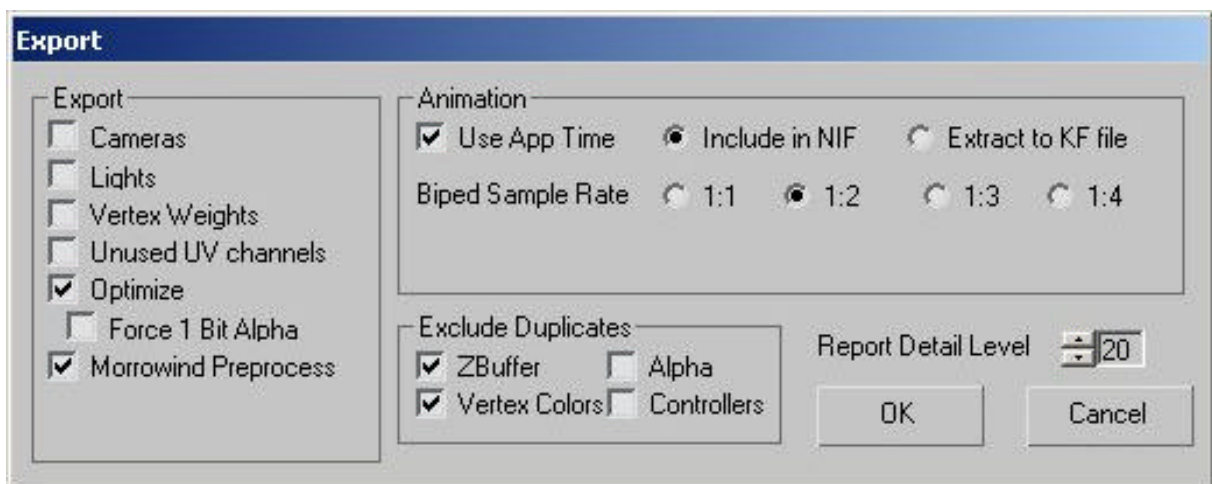 Export
Export
Cameras
Lights
Vertex Weights
Unused UV channels
Optimize
Force 1 Bit Alpha
Morrowind Preprocess
Animation
Use App Time Include in NIF Extract to KF file
Biped Sample Rate 1:1 1:2 1:3 1:4
Exclude Duplicates
ZBuffer Alpha
Vertex Colors Controllers
Report Detail Level 20
OK Cancel